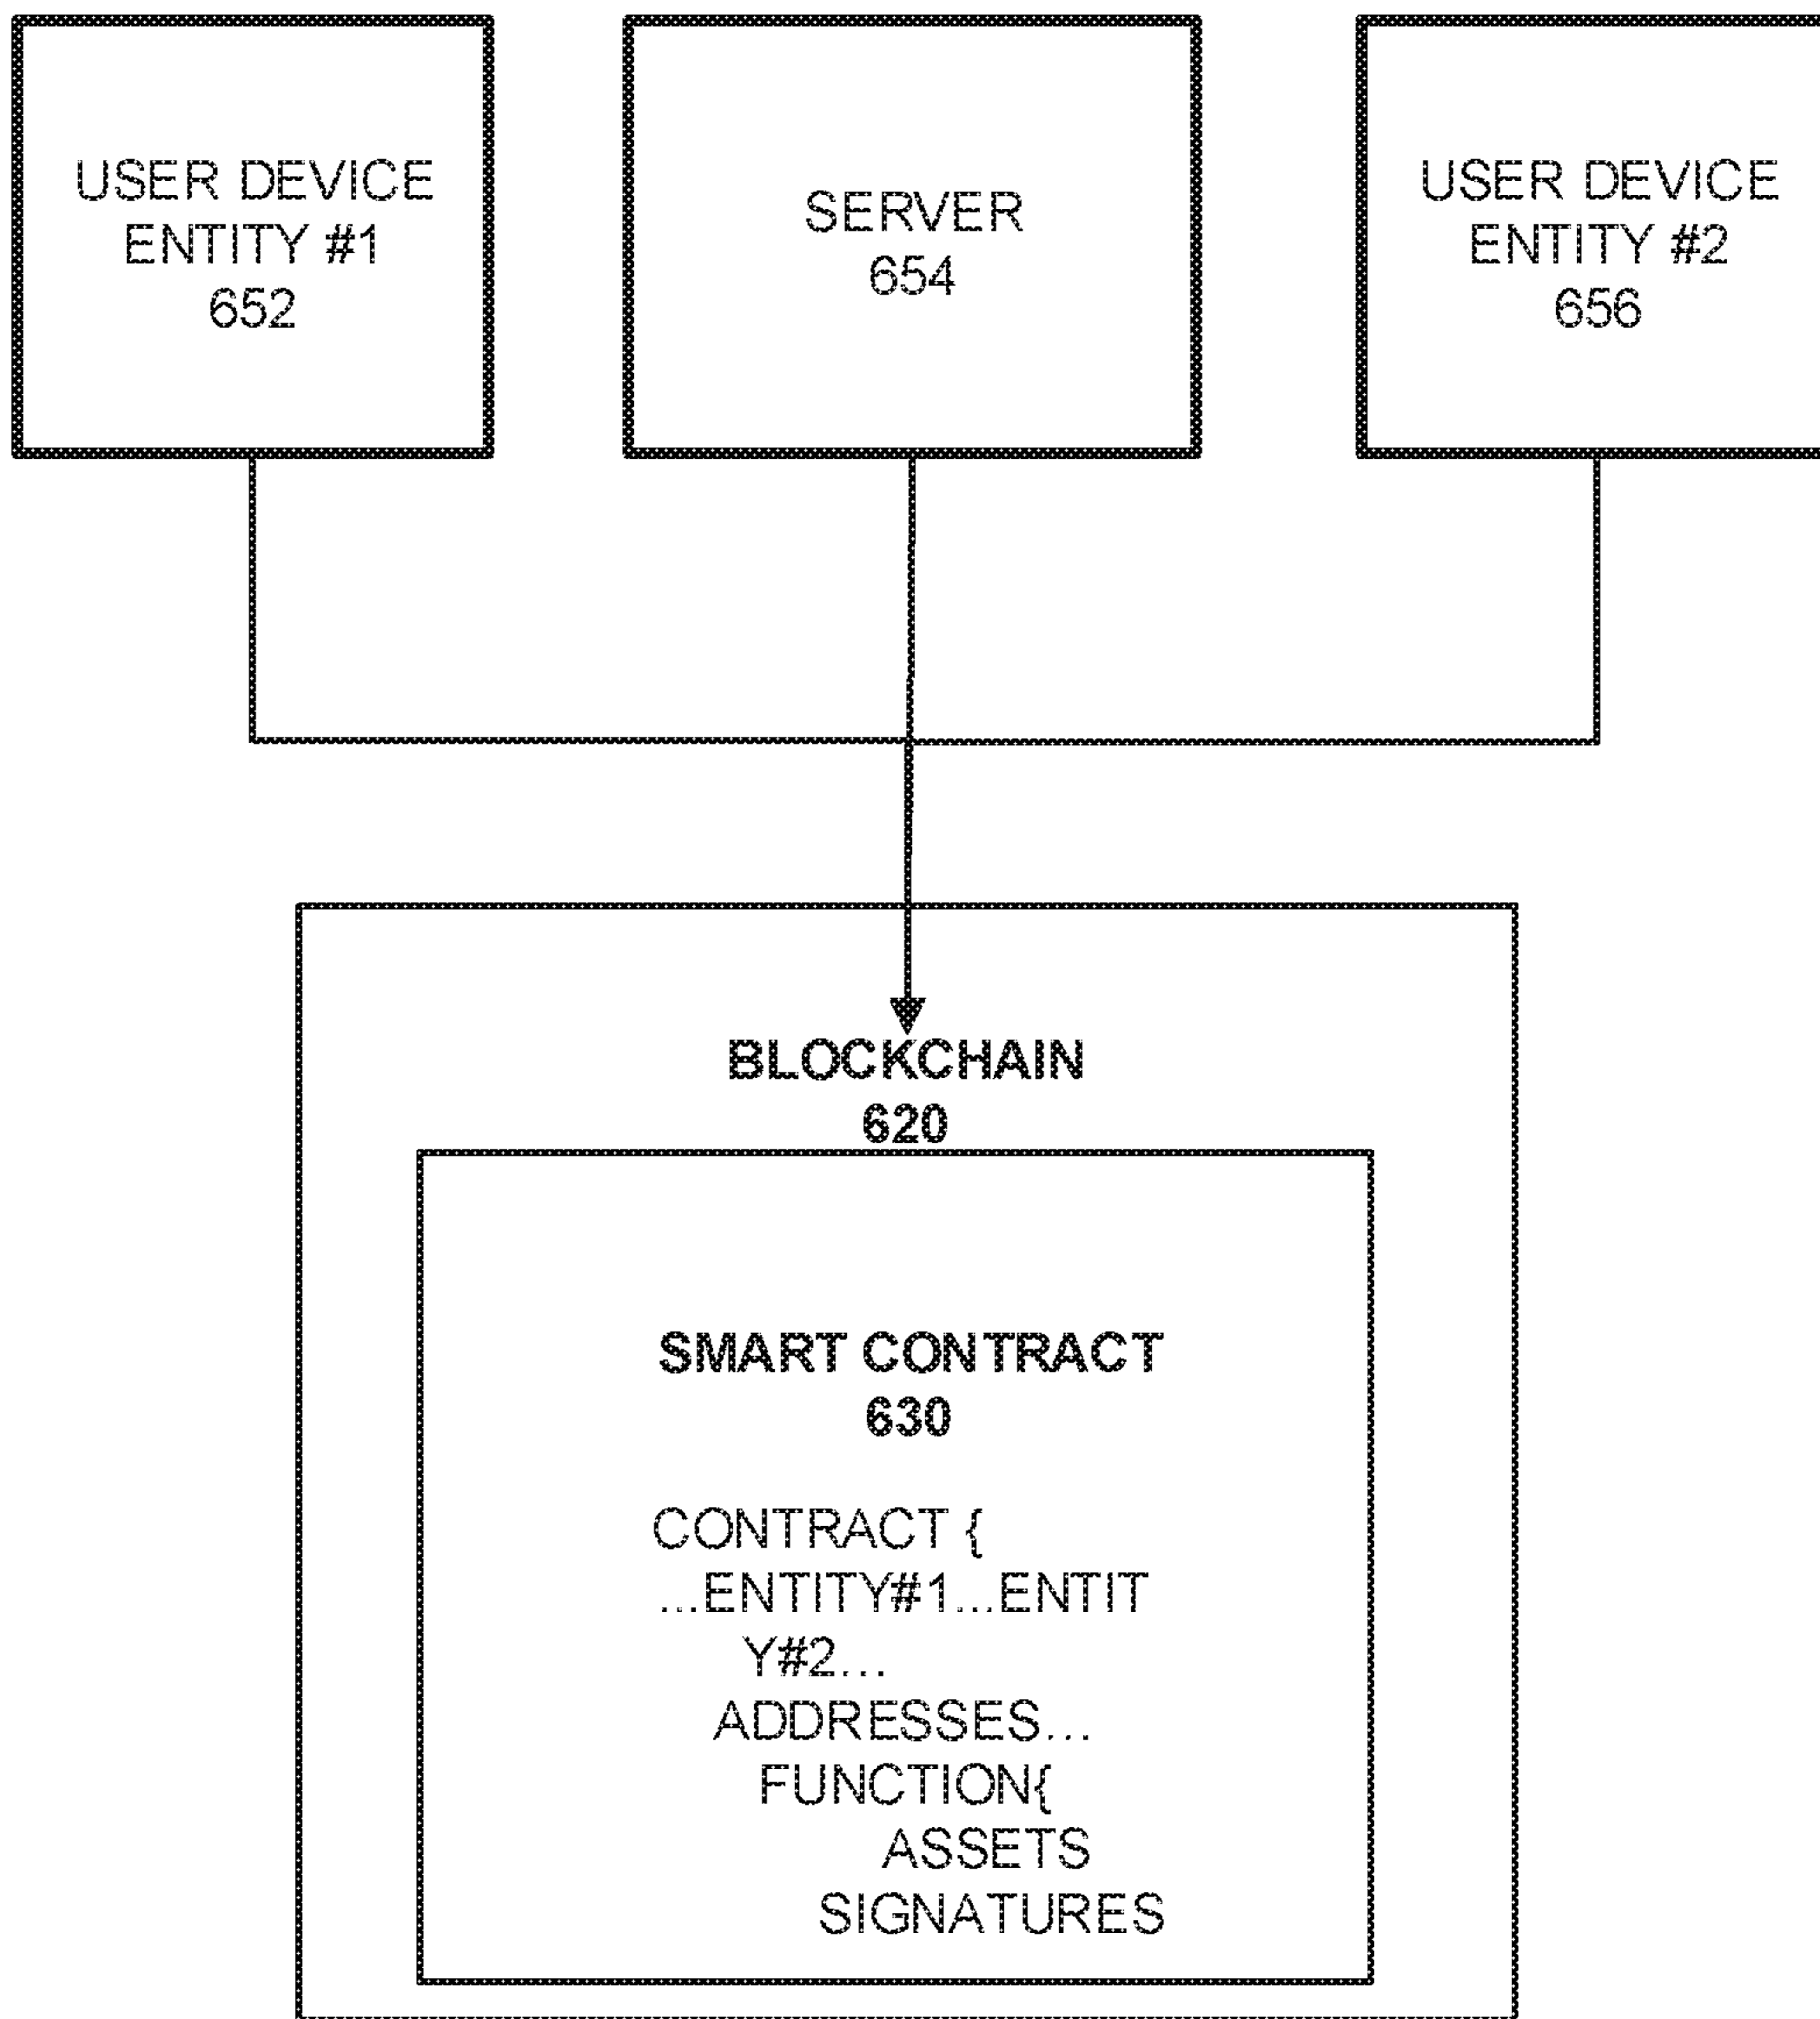 USER DEVICE
ENTITY #1
652
SERVER
654
USER DEVICE
ENTITY #2
656
BLOCKCHAIN
620
SMART CONTRACT
630
CONTRACT {
...ENTITY#1...ENTIT
Y#2...
ADDRESSES...
FUNCTION{
ASSETS
SIGNATURES